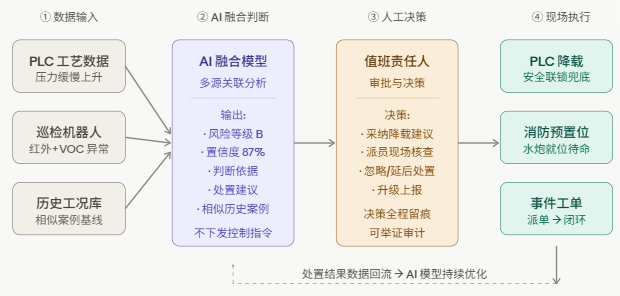 ① 数据输入
② AI 融合判断
③ 人工决策
④ 现场执行
PLC 工艺数据
压力缓慢上升
巡检机器人
红外+VOC 异常
历史工况库
相似案例基线
AI 融合模型
多源关联分析
输出:
· 风险等级 B
· 置信度 87%
· 判断依据
· 处置建议
· 相似历史案例
不下发控制指令
值班责任人
审批与决策
决策:
· 采纳降载建议
· 派员现场核查
· 忽略/延后处置
· 升级上报
决策全程留痕
可举证审计
PLC 降载
安全联锁兜底
消防预置位
水炮就位待命
事件工单
派单 → 闭环
处置结果数据回流 → AI 模型持续优化